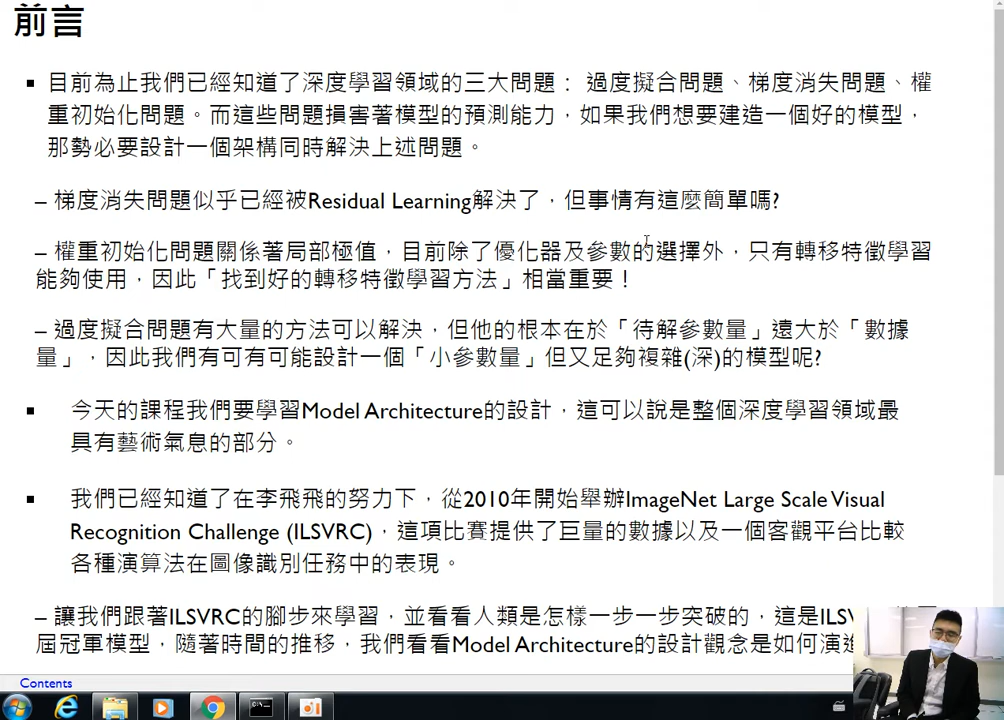 前言
▪ 目前為止我們已經知道了深度學習領域的三大問題： 過度擬合問題、梯度消失問題、權
重初始化問題。而這些問題損害著模型的預測能力，如果我們想要建造一個好的模型，
那勢必要設計一個架構同時解決上述問題。
– 梯度消失問題似乎已經被Residual Learning解決了，但事情有這麼簡單嗎?
– 權重初始化問題關係著局部極值，目前除了優化器及參數的選擇外，只有轉移特徵學習
能夠使用，因此「找到好的轉移特徵學習方法」相當重要！
– 過度擬合問題有大量的方法可以解決，但他的根本在於「待解參數量」遠大於「數據
量」，因此我們有可有可能設計一個「小參數量」但又足夠複雜(深)的模型呢?
▪ 今天的課程我們要學習Model Architecture的設計，這可以說是整個深度學習領域最
具有藝術氣息的部分。
▪ 我們已經知道了在李飛飛的努力下，從2010年開始舉辦ImageNet Large Scale Visual
Recognition Challenge (ILSVRC)，這項比賽提供了巨量的數據以及一個客觀平台比較
各種演算法在圖像識別任務中的表現。
– 讓我們跟著ILSVRC的腳步來學習，並看看人類是怎樣一步一步突破的，這是ILSV
屆冠軍模型，隨著時間的推移，我們看看Model Architecture的設計觀念是如何演進
Contents